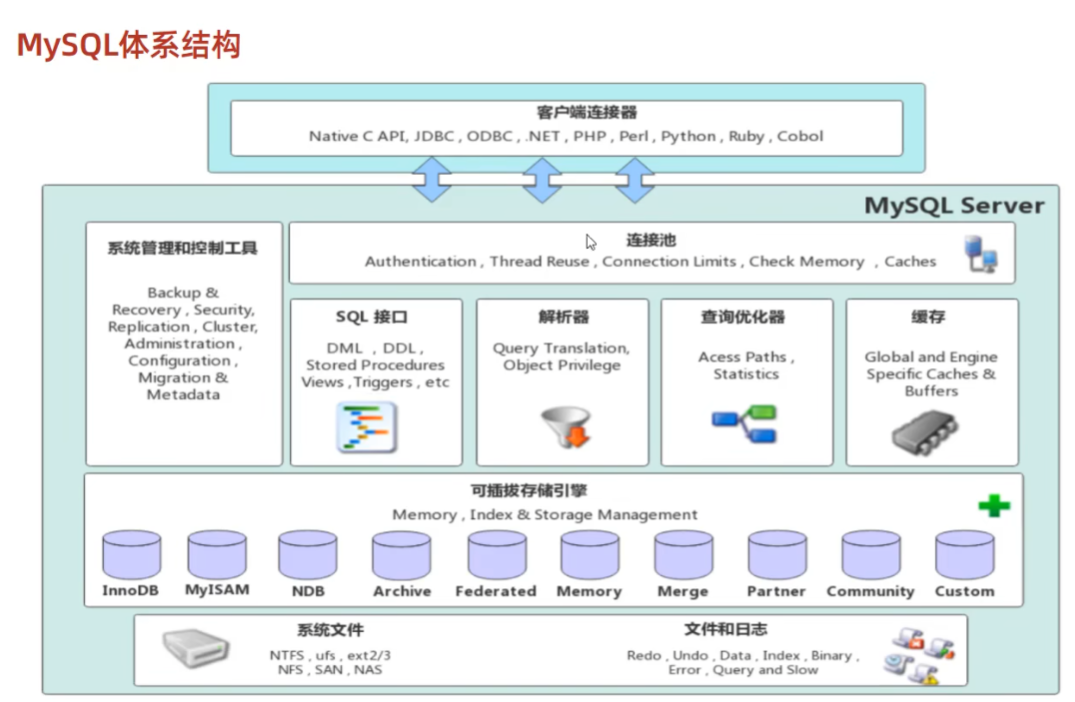 MySQL体系结构
客户端连接器
Native C API, JDBC , ODBC , .NET , PHP , Perl , Python , Ruby , Cobol
MySQL Server
系统管理和控制工具
Backup &
Recovery , Security,
Replication , Cluster,
Administration ,
Configuration ,
Migration &
Metadata
连接池
Authentication , Thread Reuse , Connection Limits , Check Memory , Caches
SQL 接口
DML , DDL ,
Stored Procedures
Views ,Triggers , etc
解析器
Query Translation,
Object Privilege
查询优化器
Acess Paths ,
Statistics
缓存
Global and Engine
Specific Caches &
Buffers
可插拔存储引擎
Memory , Index & Storage Management
InnoDB MyISAM NDB Archive Federated Memory Merge Partner Community Custom
系统文件
NTFS , ufs , ext2/3
NFS , SAN , NAS
文件和日志
Redo , Undo , Data , Index , Binary ,
Error , Query and Slow